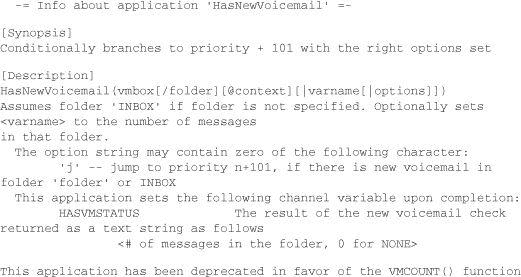 -= Info about application 'HasNewVoicemail' =-
[Synopsis]
Conditionally branches to priority + 101 with the right options set
[Description]
HasNewVoicemail(vmbox[/folder][@context][|varname[|options]])
Assumes folder 'INBOX' if folder is not specified. Optionally sets
<varname> to the number of messages
in that folder.
The option string may contain zero of the following character:
'j' -- jump to priority n+101, if there is new voicemail in
folder 'folder' or INBOX
This application sets the following channel variable upon completion:
HASVMSTATUS The result of the new voicemail check
returned as a text string as follows
<# of messages in the folder, 0 for NONE>
This application has been deprecated in favor of the VMCOUNT() function